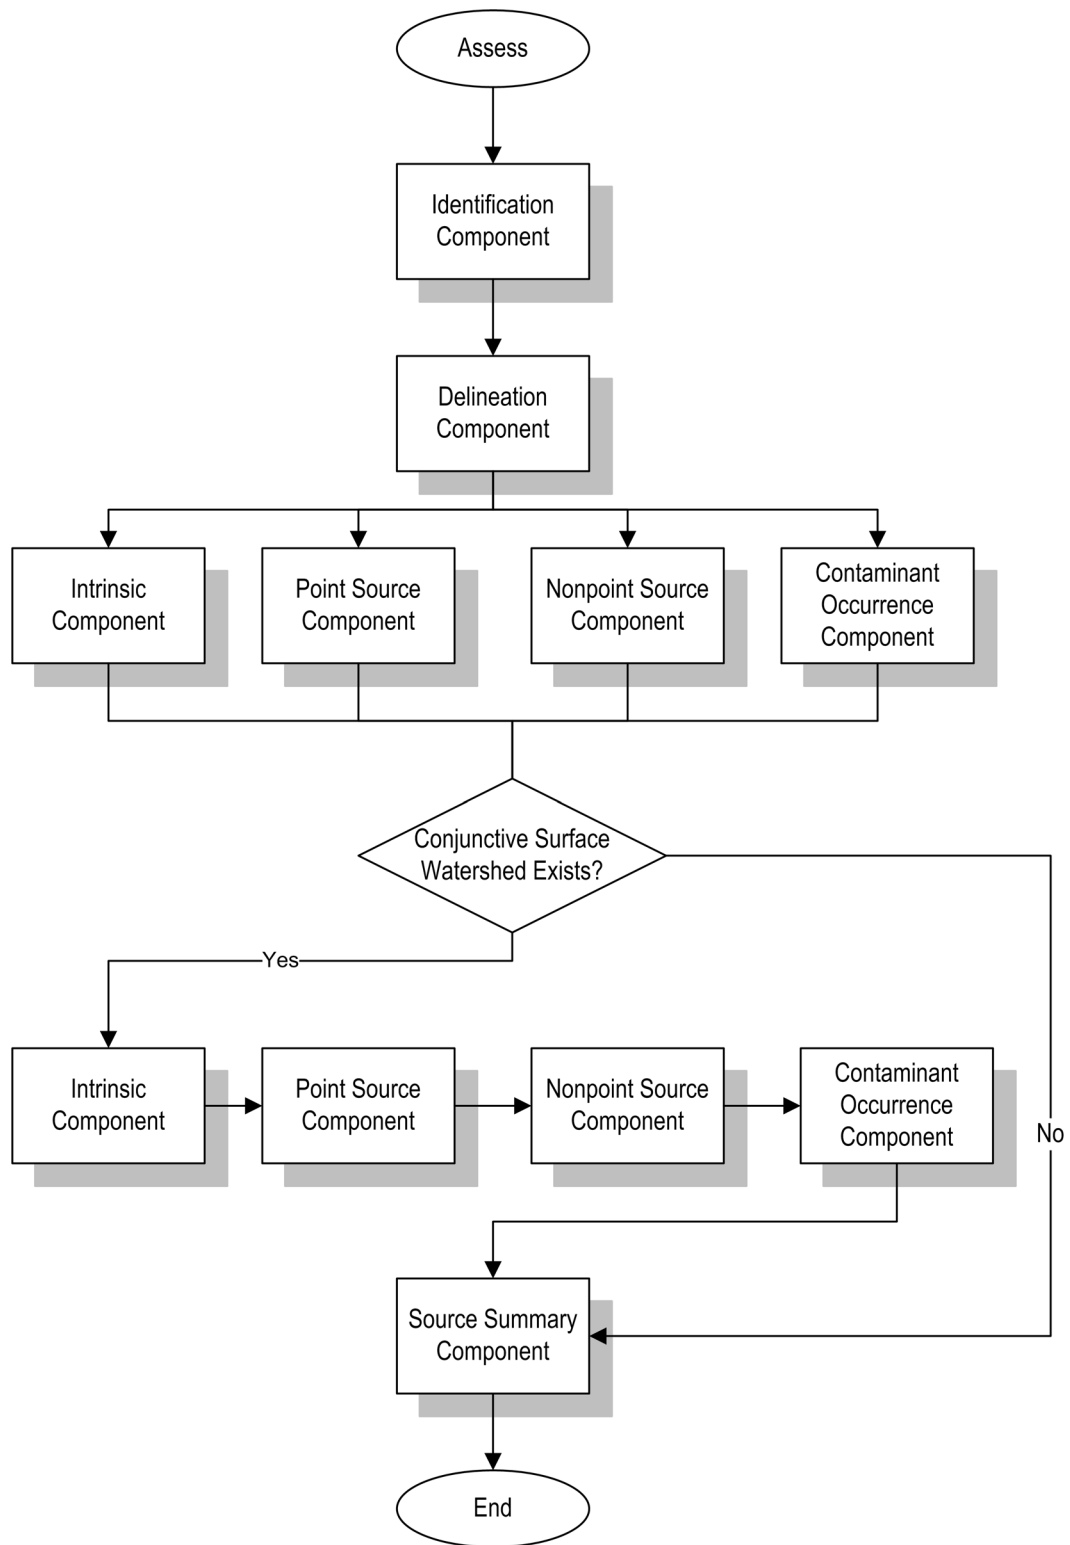 Assess
Identification
Component
Delineation
Component
Intrinsic
Component
Point Source
Component
Nonpoint Source
Component
Contaminant
Occurrence
Component
Conjunctive Surface
Watershed Exists?
Yes
Intrinsic
Component
Point Source
Component
Nonpoint Source
Component
Contaminant
Occurrence
Component
No
Source Summary
Component
End